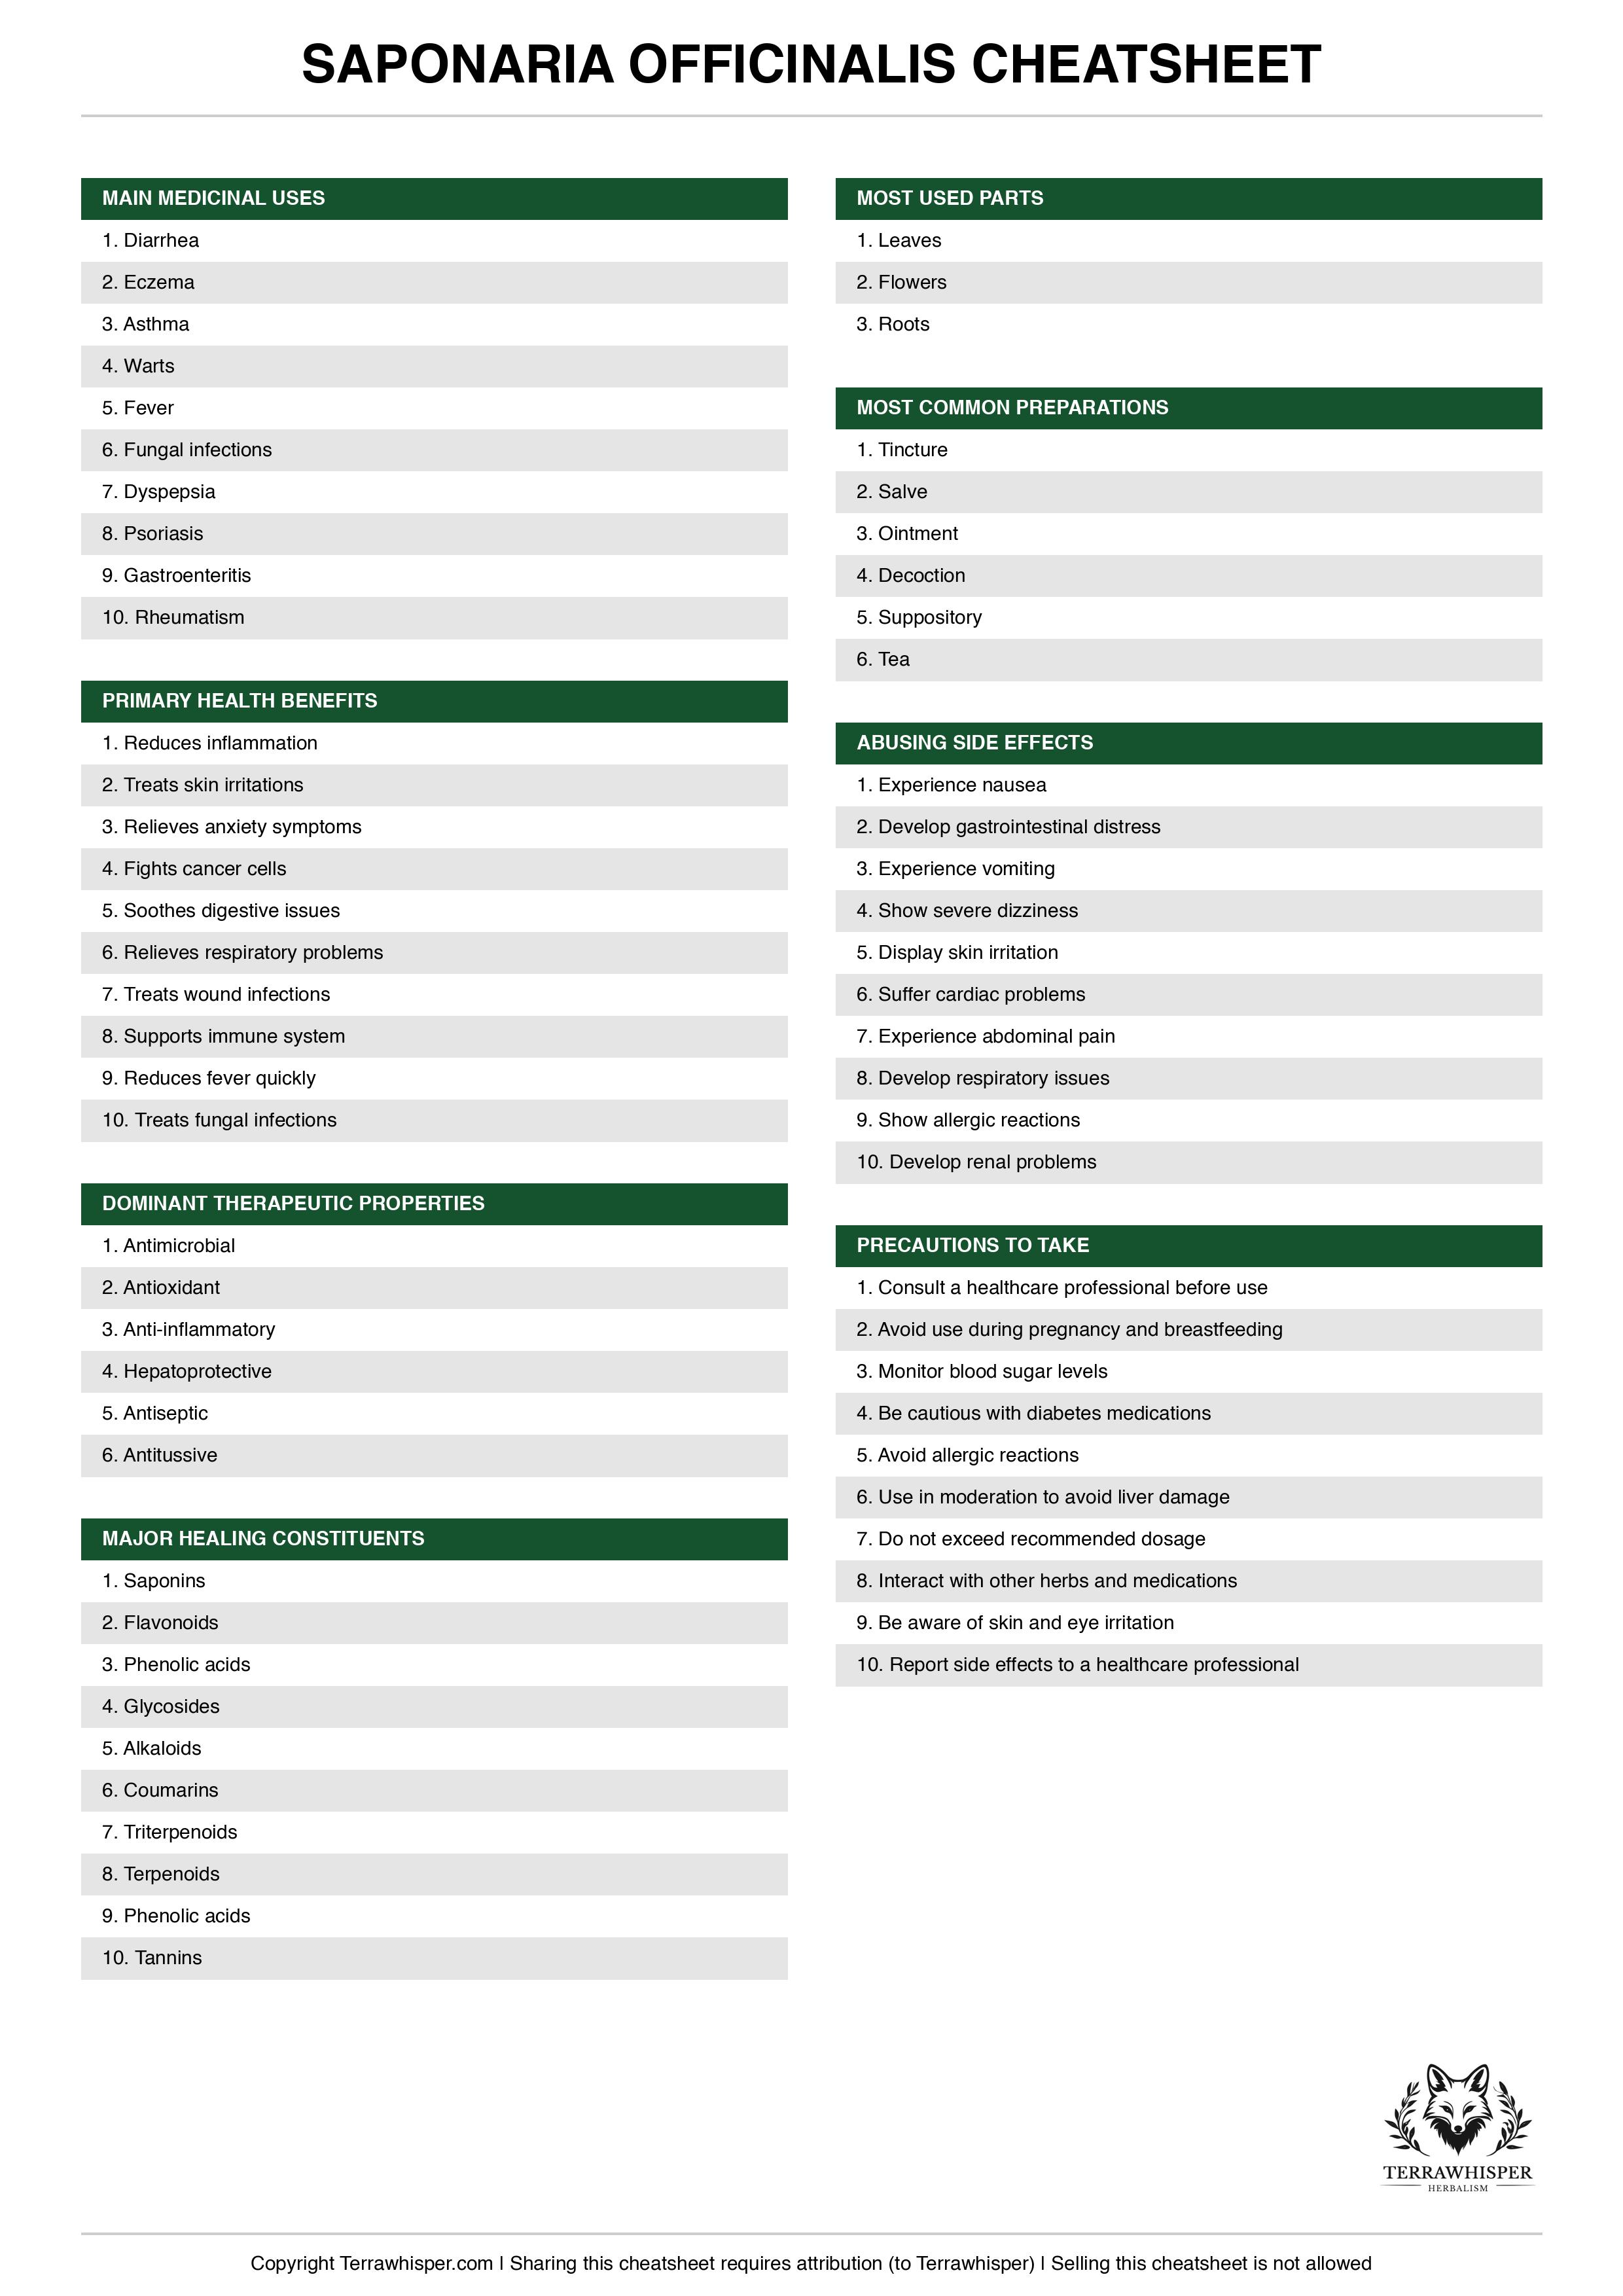 SAPONARIA OFFICINALIS CHEATSHEET
MAIN MEDICINAL USES
1. Diarrhea
2. Eczema
3. Asthma
4. Warts
5. Fever
6. Fungal infections
7. Dyspepsia
8. Psoriasis
9. Gastroenteritis
10. Rheumatism
PRIMARY HEALTH BENEFITS
1. Reduces inflammation
2. Treats skin irritations
3. Relieves anxiety symptoms
4. Fights cancer cells
5. Soothes digestive issues
6. Relieves respiratory problems
7. Treats wound infections
8. Supports immune system
9. Reduces fever quickly
10. Treats fungal infections
DOMINANT THERAPEUTIC PROPERTIES
1. Antimicrobial
2. Antioxidant
3. Anti-inflammatory
4. Hepatoprotective
5. Antiseptic
6. Antitussive
MAJOR HEALING CONSTITUENTS
1. Saponins
2. Flavonoids
3. Phenolic acids
4. Glycosides
5. Alkaloids
6. Coumarins
7. Triterpenoids
8. Terpenoids
9. Phenolic acids
10. Tannins
MOST USED PARTS
1. Leaves
2. Flowers
3. Roots
MOST COMMON PREPARATIONS
1. Tincture
2. Salve
3. Ointment
4. Decoction
5. Suppository
6. Tea
ABUSING SIDE EFFECTS
1. Experience nausea
2. Develop gastrointestinal distress
3. Experience vomiting
4. Show severe dizziness
5. Display skin irritation
6. Suffer cardiac problems
7. Experience abdominal pain
8. Develop respiratory issues
9. Show allergic reactions
10. Develop renal problems
PRECAUTIONS TO TAKE
1. Consult a healthcare professional before use
2. Avoid use during pregnancy and breastfeeding
3. Monitor blood sugar levels
4. Be cautious with diabetes medications
5. Avoid allergic reactions
6. Use in moderation to avoid liver damage
7. Do not exceed recommended dosage
8. Interact with other herbs and medications
9. Be aware of skin and eye irritation
10. Report side effects to a healthcare professional
TERRAWHISPER
HERBALISM
Copyright Terrawhisper.com | Sharing this cheatsheet requires attribution (to Terrawhisper) | Selling this cheatsheet is not allowed